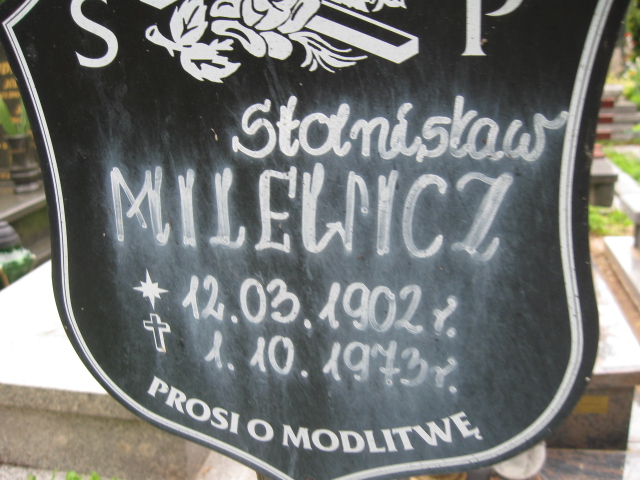 S P
Stanisław
MILEWICZ
12.03.1902 r.
1.10.1973 r.
PROSI O MODLITWĘ